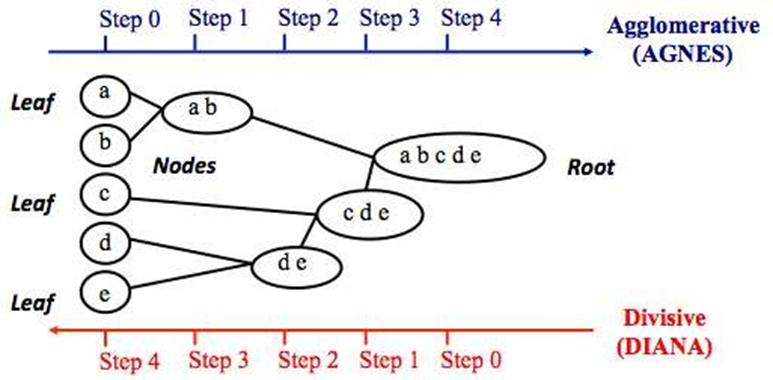 Step 0 Step 1 Step 2 Step 3 Step 4
Agglomerative
(AGNES)
Leaf
a
a b
b
a b c d e
Nodes
Root
Leaf
c
c d e
d
d e
Leaf
e
Divisive
(DIANA)
Step 4 Step 3 Step 2 Step 1 Step 0